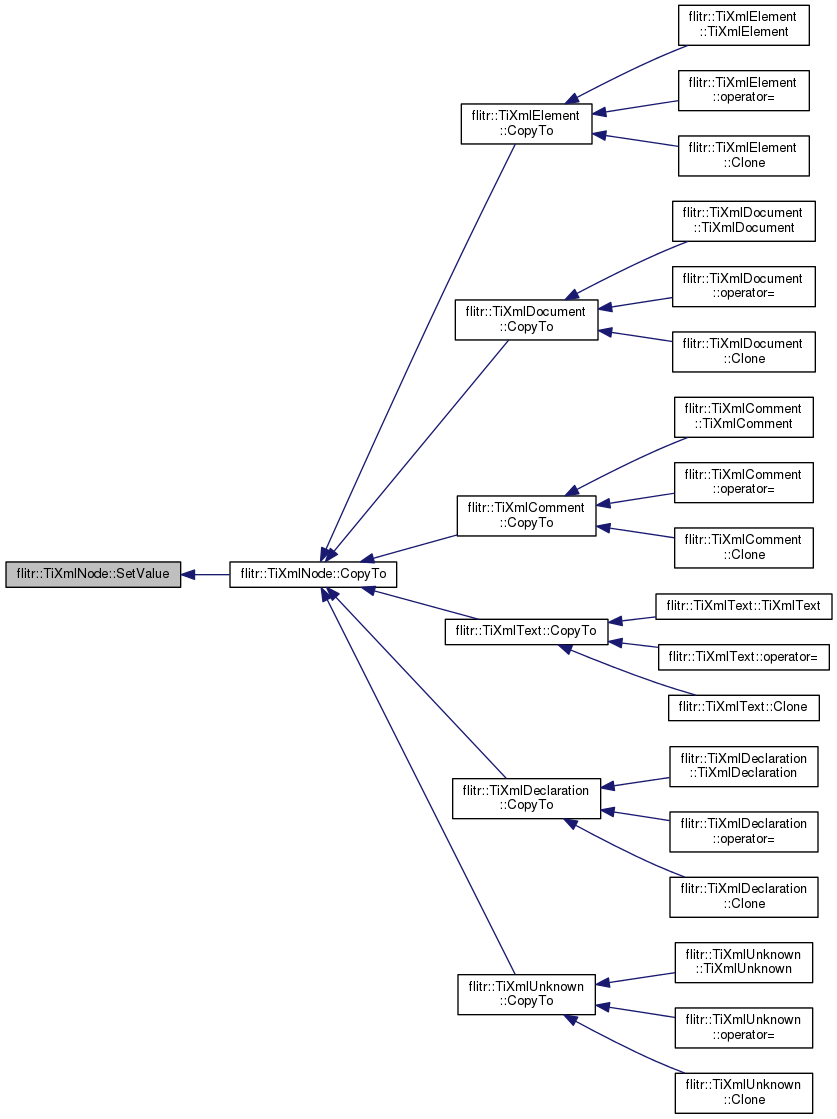 flitr::TiXmlElement
::TiXmlElement
flitr::TiXmlElement
::operator=
flitr::TiXmlElement
::CopyTo
flitr::TiXmlElement
::Clone
flitr::TiXmlDocument
::TiXmlDocument
flitr::TiXmlDocument
::operator=
flitr::TiXmlDocument
::CopyTo
flitr::TiXmlDocument
::Clone
flitr::TiXmlComment
::TiXmlComment
flitr::TiXmlComment
::operator=
flitr::TiXmlComment
::CopyTo
flitr::TiXmlComment
::Clone
flitr::TiXmlNode::SetValue
flitr::TiXmlNode::CopyTo
flitr::TiXmlText::TiXmlText
flitr::TiXmlText::CopyTo
flitr::TiXmlText::operator=
flitr::TiXmlText::Clone
flitr::TiXmlDeclaration
::TiXmlDeclaration
flitr::TiXmlDeclaration
::CopyTo
flitr::TiXmlDeclaration
::operator=
flitr::TiXmlDeclaration
::Clone
flitr::TiXmlUnknown
::TiXmlUnknown
flitr::TiXmlUnknown
::CopyTo
flitr::TiXmlUnknown
::operator=
flitr::TiXmlUnknown
::Clone